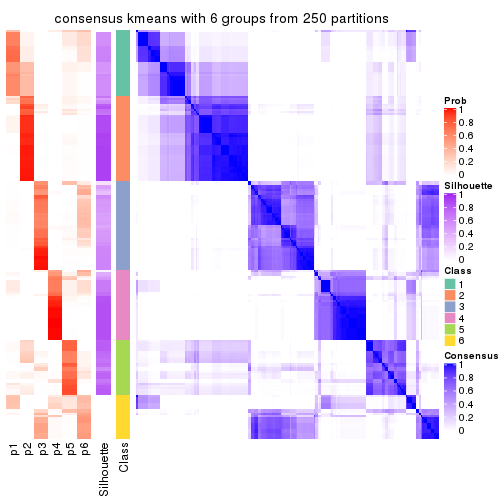 consensus kmeans with 6 groups from 250 partitions
Prob
1
0.8
0.6
0.4
0.2
0
Silhouette
1
0.8
0.6
0.4
0.2
0
Class
1
2
3
4
5
6
Consensus
1
0.8
0.6
0.4
0.2
0
p1
p2
p3
p4
p5
p6
Silhouette
Class